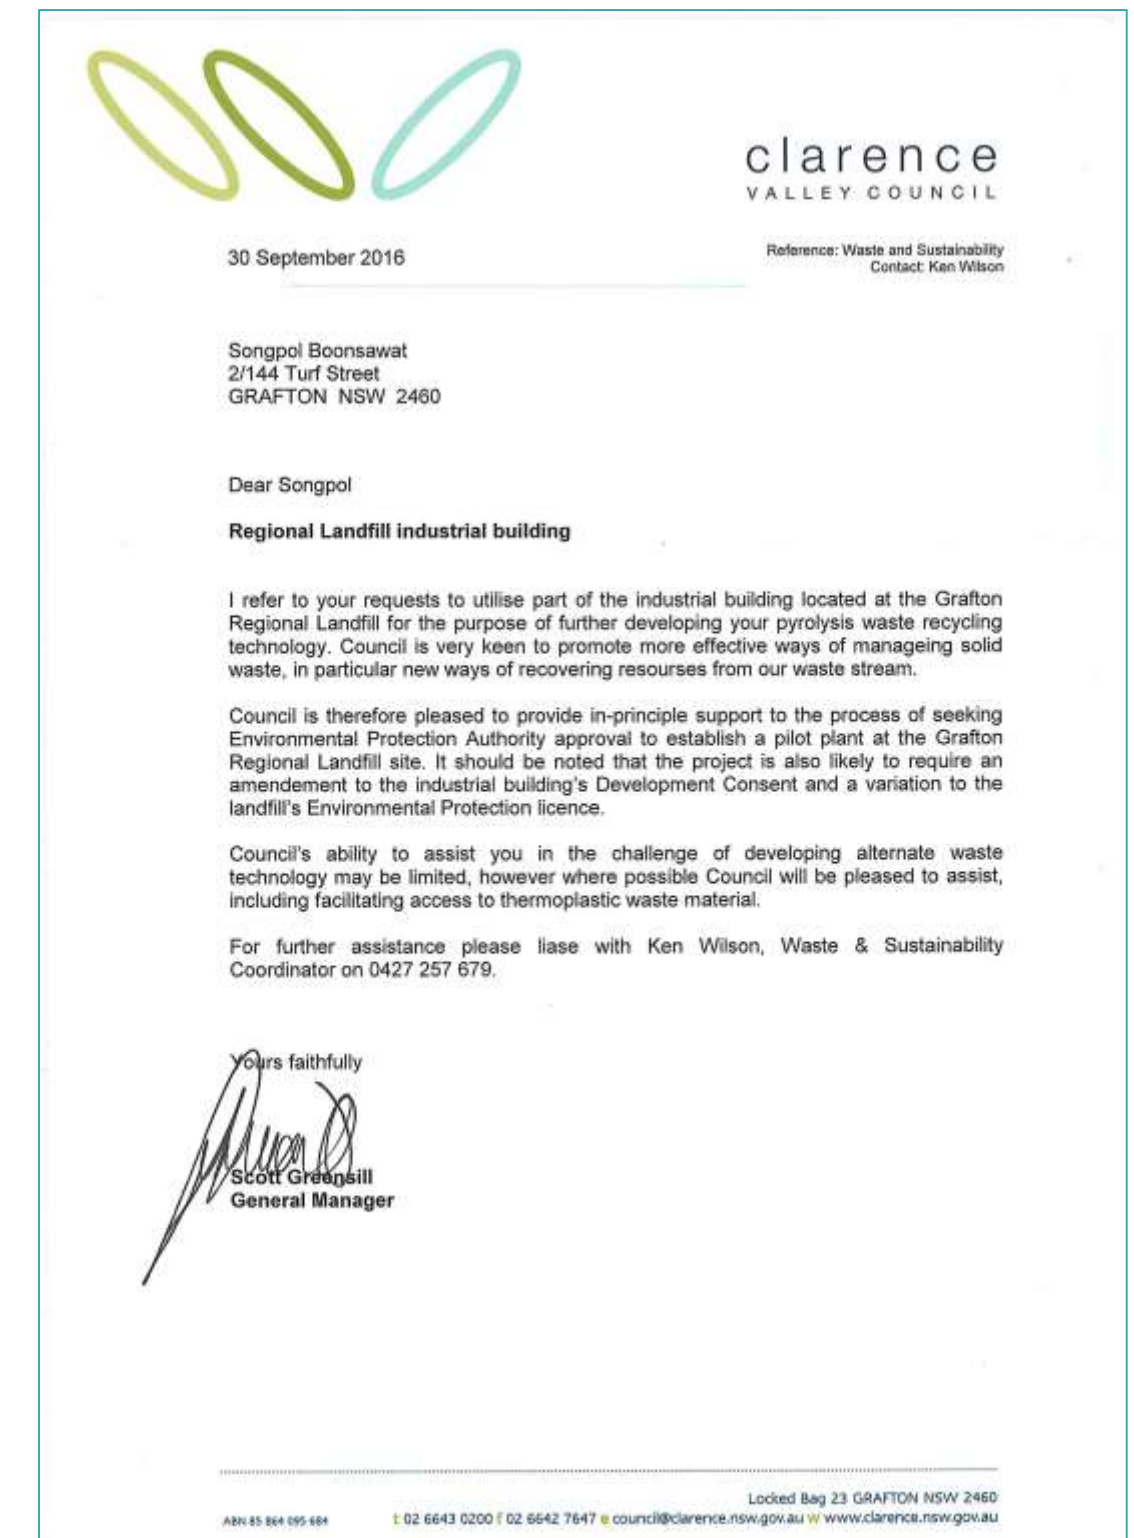 clarence
VALLEY COUNCIL
30 September 2016
Reference: Waste and Sustainability
Contact: Ken Wilson
Songpol Boonsawat
2/144 Turf Street
GRAFTON NSW 2460
Dear Songpol
Regional Landfill industrial building
I refer to your requests to utilise part of the industrial building located at the Grafton
Regional Landfill for the purpose of further developing your pyrolysis waste recycling
technology. Council is very keen to promote more effective ways of manageing solid
waste, in particular new ways of recovering resourses from our waste stream.
Council is therefore pleased to provide in-principle support to the process of seeking
Environmental Protection Authority approval to establish a pilot plant at the Grafton
Regional Landfill site. It should be noted that the project is also likely to require an
amendement to the industrial building's Development Consent and a variation to the
landfill's Environmental Protection licence.
Council's ability to assist you in the challenge of developing alternate waste
technology may be limited, however where possible Council will be pleased to assist,
including facilitating access to thermoplastic waste material.
For further assistance please liase with Ken Wilson, Waste & Sustainability
Coordinator on 0427 257 679.
Yours faithfully
Scott Greensill
General Manager
Locked Bag 23 GRAFTON NSW 2460
ABN 85 864 095 684 t 02 6643 0200 f 02 6642 7647 e council@clarence.nsw.gov.au w www.clarence.nsw.gov.au